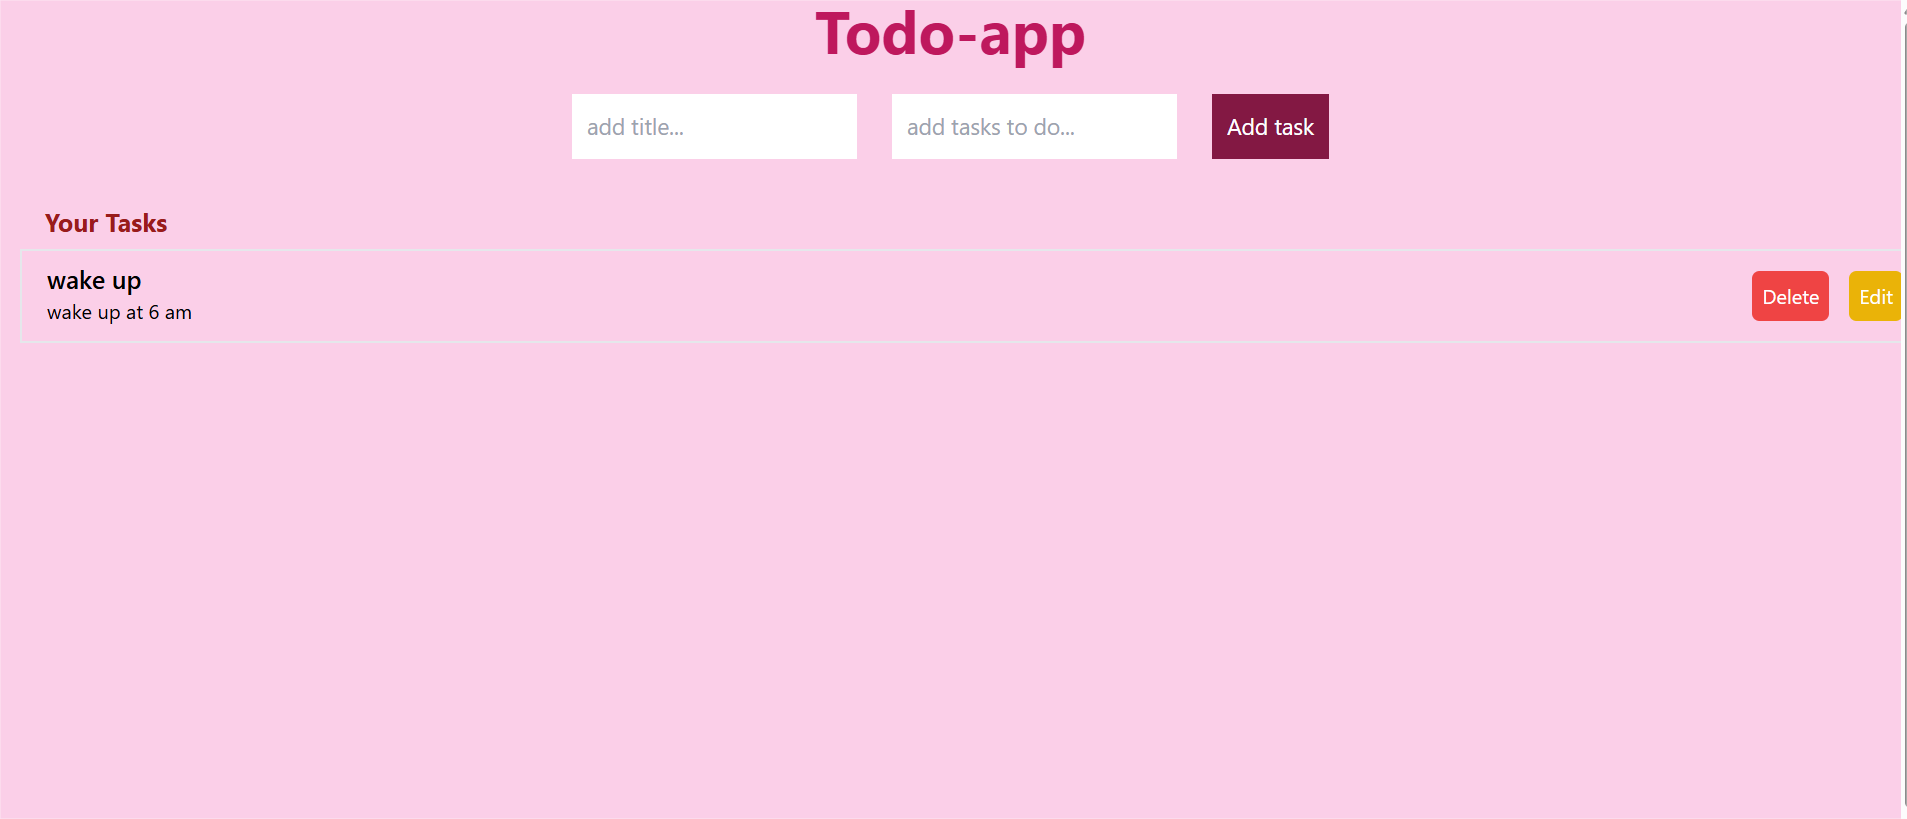 Todo-app
add title...
add tasks to do...
Add task
Your Tasks
wake up
wake up at 6 am
Delete
Edit